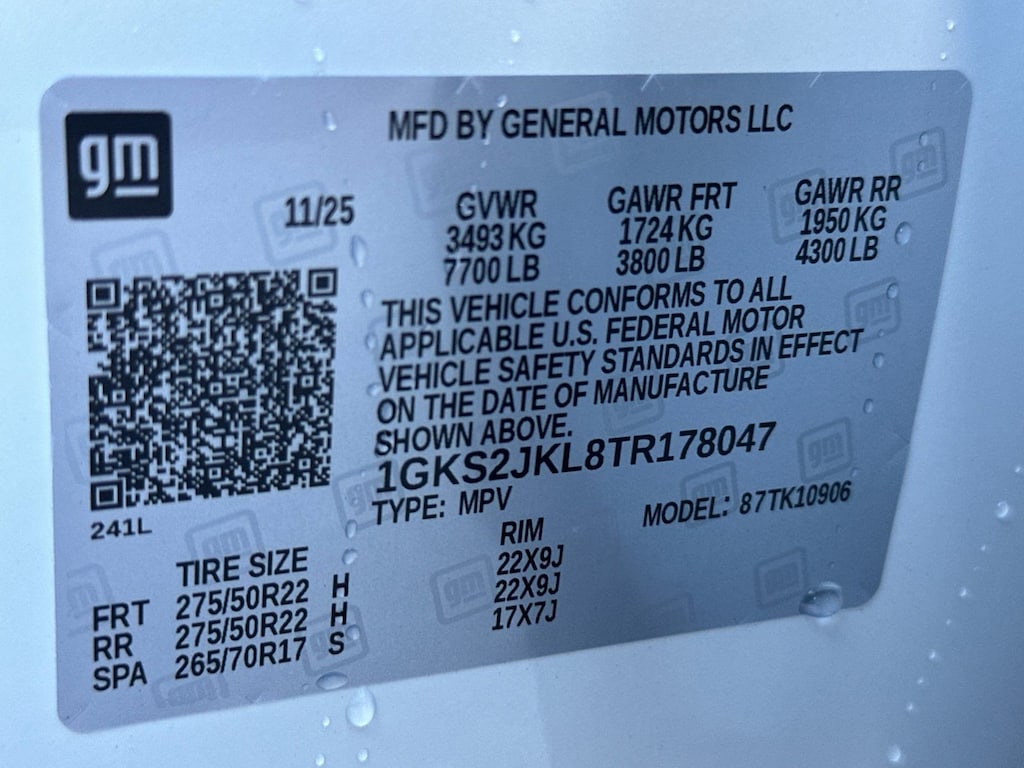 gm
MFD BY GENERAL MOTORS LLC
11/25
GVWR
3493 KG
7700 LB
GAWR FRT
1724 KG
3800 LB
GAWR RR
1950 KG
4300 LB
THIS VEHICLE CONFORMS TO ALL
APPLICABLE U.S. FEDERAL MOTOR
VEHICLE SAFETY STANDARDS IN EFFECT
ON THE DATE OF MANUFACTURE
SHOWN ABOVE.
1GKS2JKL8TR178047
TYPE: MPV
MODEL: 87TK10906
241L
TIRE SIZE RIM
FRT 275/50R22 H 22X9J
RR 275/50R22 H 22X9J
SPA 265/70R17 S 17X7J